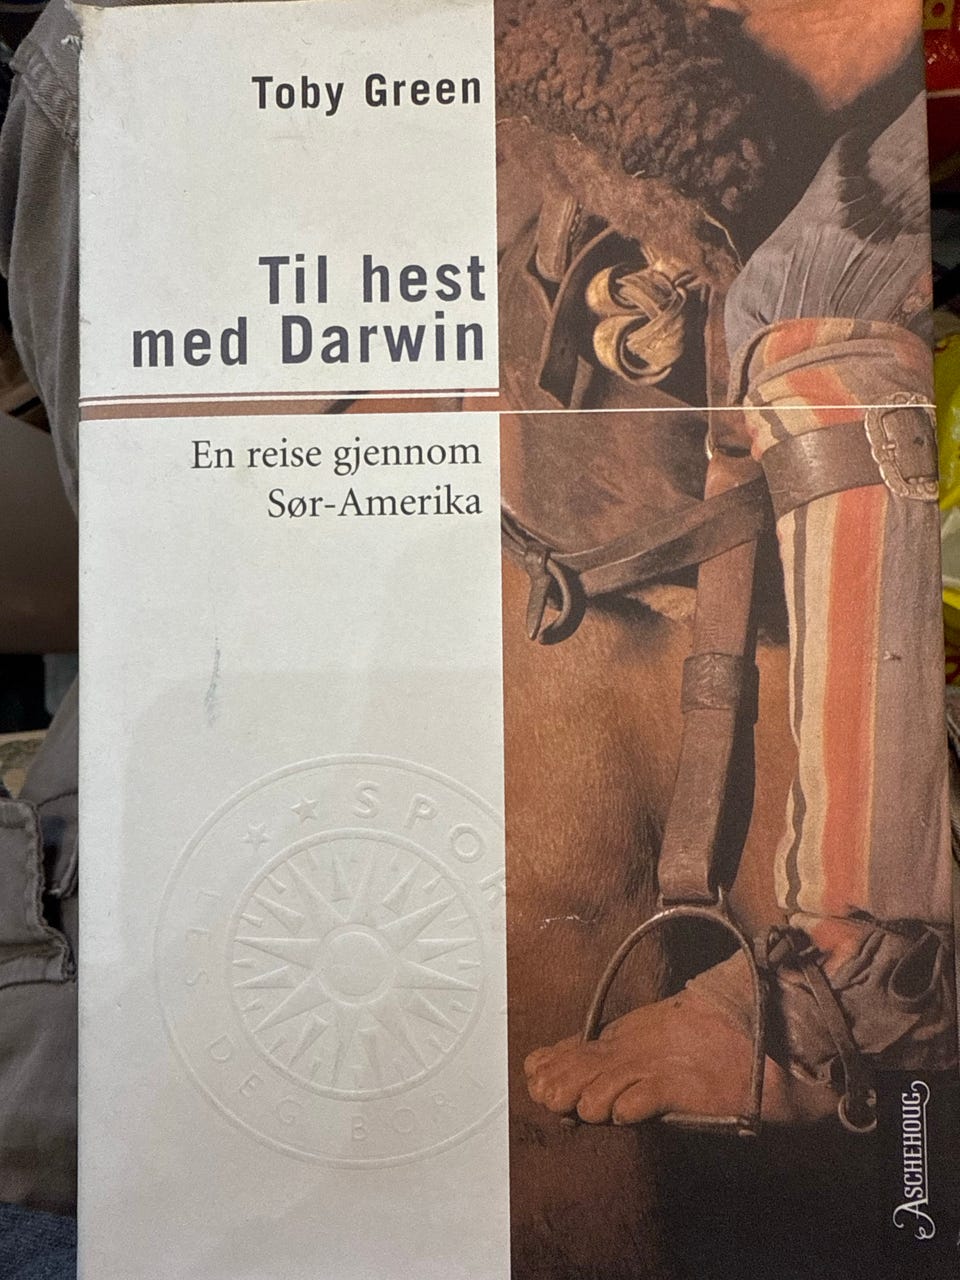 Toby Green
Til hest
med Darwin
En reise gjennom
Sør-Amerika
SPOR
LES DEG BORT
ASCHEHOUG